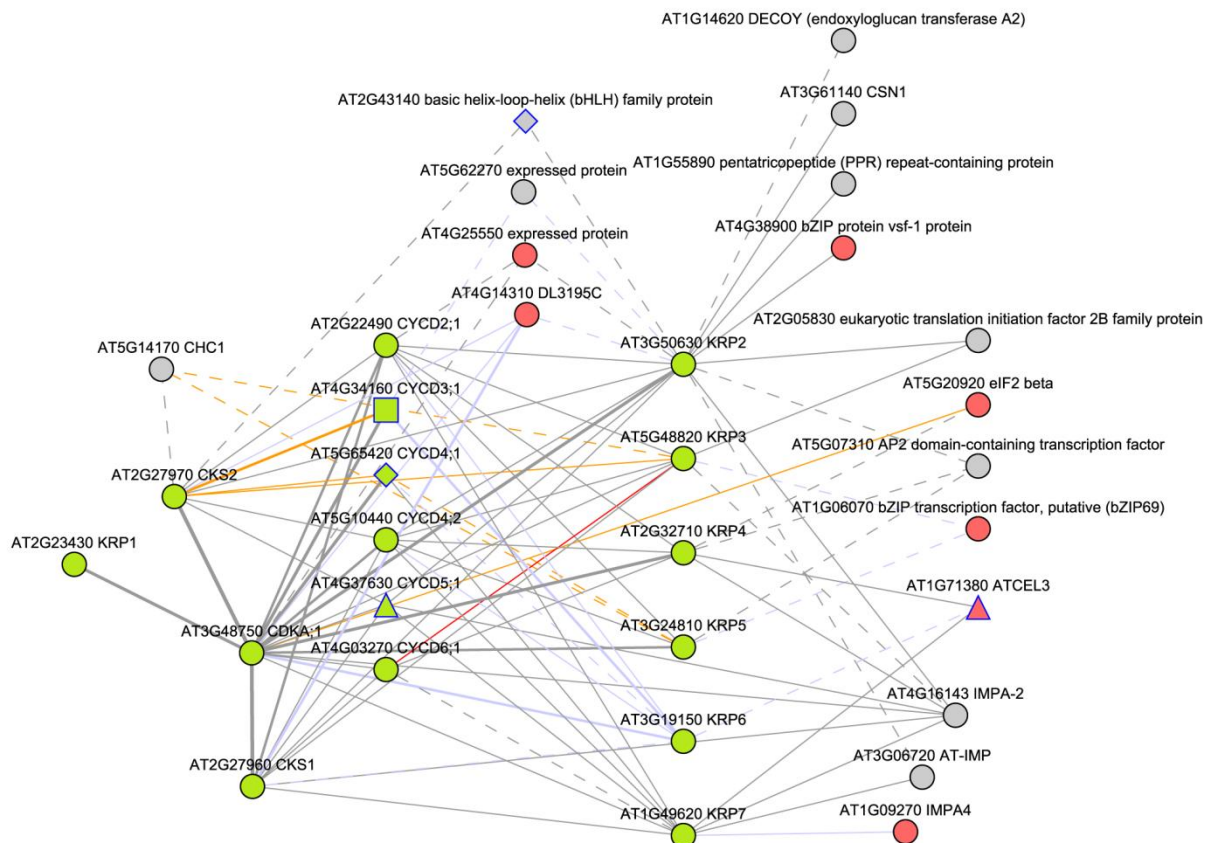 AT1G14620 DECOY (endoxyloglucan transferase A2)
AT3G61140 CSN1
AT2G43140 basic helix-loop-helix (bHLH) family protein
AT1G55890 pentatricopeptide (PPR) repeat-containing protein
AT5G62270 expressed protein
AT4G38900 bZIP protein vsf-1 protein
AT4G25550 expressed protein
AT4G14310 DL3195C
AT2G05830 eukaryotic translation initiation factor 2B family protein
AT2G22490 CYCD2;1
AT3G50630 KRP2
AT5G14170 CHC1
AT4G34160 CYCD3;1
AT5G20920 eIF2 beta
AT5G48820 KRP3
AT5G07310 AP2 domain-containing transcription factor
AT5G65420 CYCD4;1
AT2G27970 CKS2
AT1G06070 bZIP transcription factor, putative (bZIP69)
AT5G10440 CYCD4;2
AT2G32710 KRP4
AT2G23430 KRP1
AT4G37630 CYCD5;1
AT1G71380 ATCEL3
AT3G48750 CDKA;1
AT3G24810 KRP5
AT4G03270 CYCD6;1
AT4G16143 IMPA-2
AT3G19150 KRP6
AT3G06720 AT-IMP
AT2G27960 CKS1
AT1G49620 KRP7
AT1G09270 IMPA4